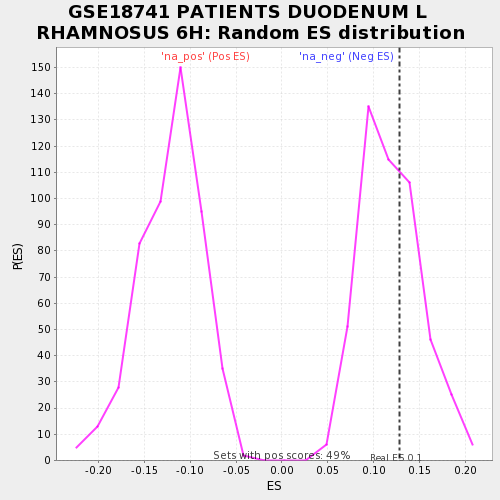 GSE18741 PATIENTS DUODENUM L
RHAMNOSUS 6H: Random ES distribution
'na_pos' (Pos ES) 'na_neg' (Neg ES)
150
140
130
120
110
100
90
80
70
60
50
40
30
20
10
0
P(ES)
Sets with pos scores: 49%
Real ES 0.1
-0.20 -0.15 -0.10 -0.05 0.00 0.05 0.10 0.15 0.20
ES